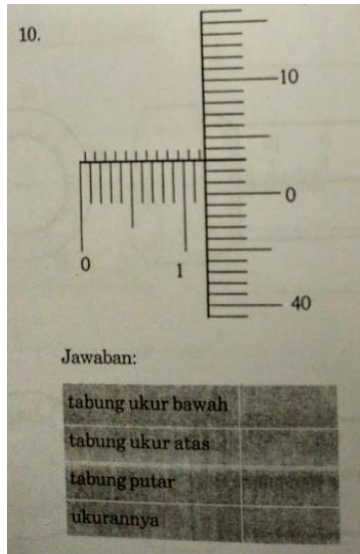 10.
10
0
0
1
40
Jawaban:
tabung ukur bawah
tabung ukur atas
tabung putar
ukurannya